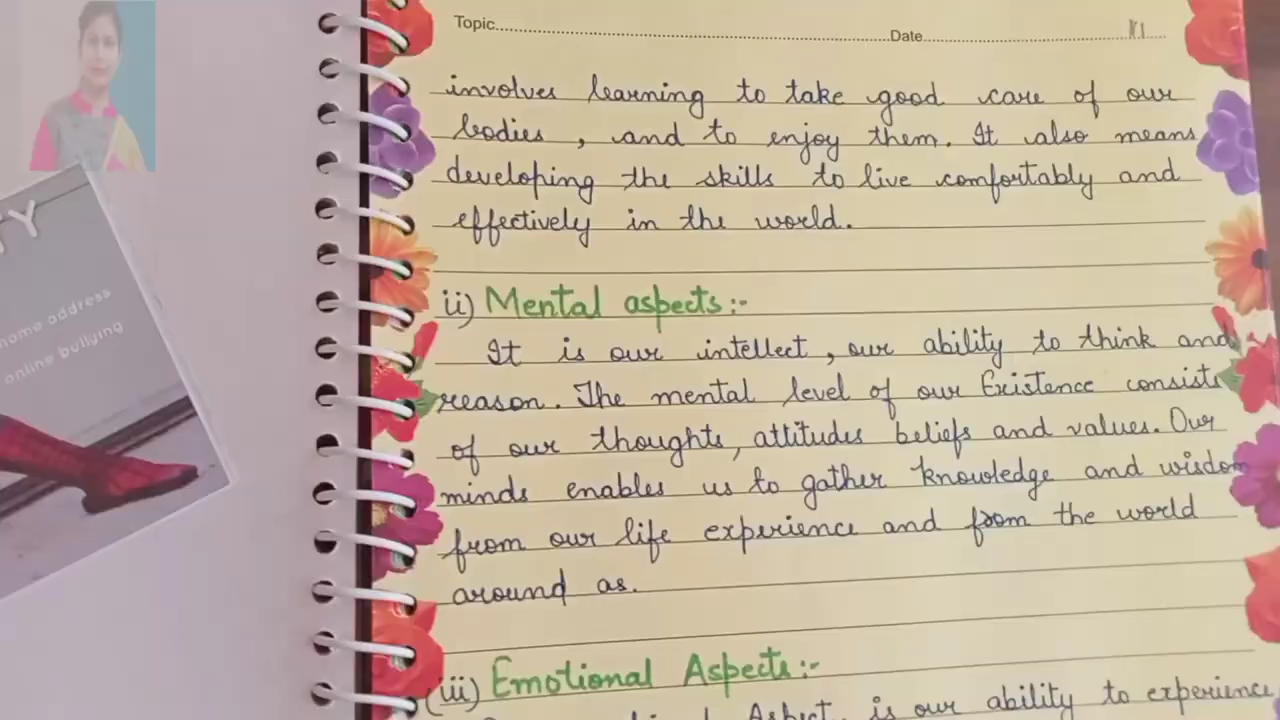 Topic
Date
involves learning to take good care of our
bodies , and to enjoy them. It also means
developing the skills to live comfortably and
effectively in the world.
ii) Mental aspects:-
It is our intellect, our ability to think and
reason. The mental level of our Existence consists
of our thoughts, attitudes beliefs and values. Our
minds enables us to gather knowledge and wisdom
from our life experience and from the world
around as.
(iii) Emotional Aspects:-
Aspect is our ability to experience
TY
home address
online bullying